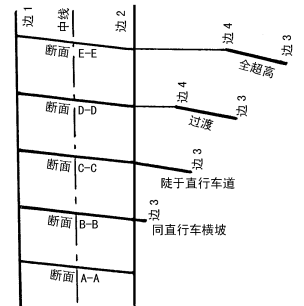 边1
中线
边2
边4
边3
断面 E-E
全超高
边4
边3
断面 D-D
过渡
边3
断面 C-C
陡于直行车道
边3
断面 B-B
同直行车横坡
断面 A-A